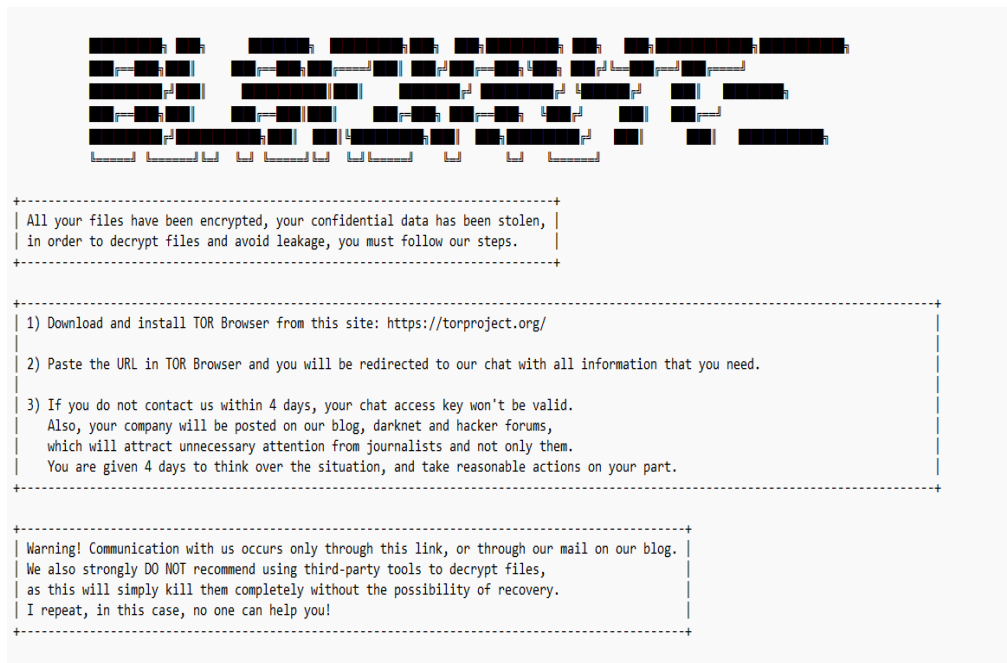 BLACKBYTE
All your files have been encrypted, your confidential data has been stolen,
in order to decrypt files and avoid leakage, you must follow our steps.
1) Download and install TOR Browser from this site: https://torproject.org/
2) Paste the URL in TOR Browser and you will be redirected to our chat with all information that you need.
3) If you do not contact us within 4 days, your chat access key won't be valid.
Also, your company will be posted on our blog, darknet and hacker forums,
which will attract unnecessary attention from journalists and not only them.
You are given 4 days to think over the situation, and take reasonable actions on your part.
Warning! Communication with us occurs only through this link, or through our mail on our blog.
We also strongly DO NOT recommend using third-party tools to decrypt files,
as this will simply kill them completely without the possibility of recovery.
I repeat, in this case, no one can help you!